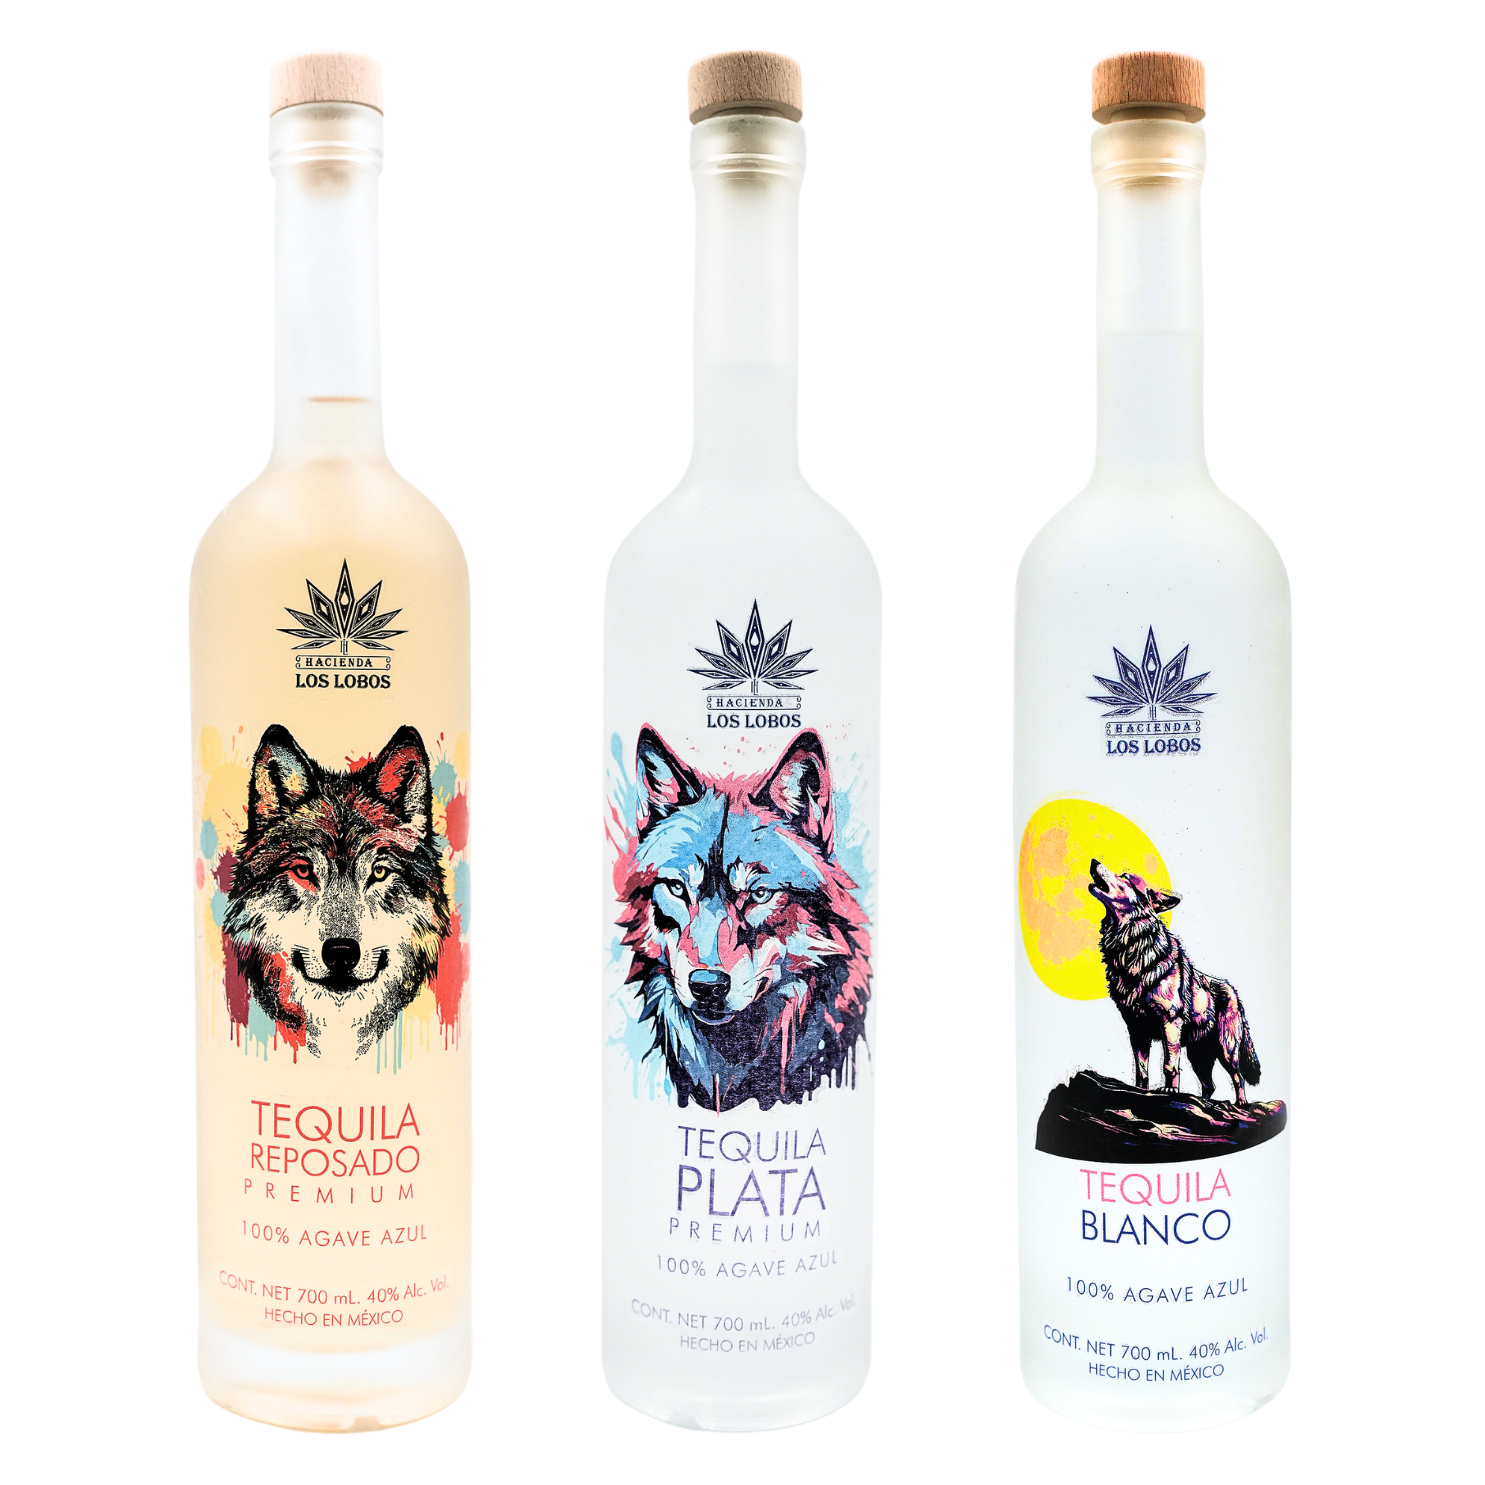 HACIENDA
LOS LOBOS
TEQUILA
REPOSADO
PREMIUM
100% AGAVE AZUL
CONT. NET 700 mL. 40% Alc. Vol.
HECHO EN MÉXICO
HACIENDA
LOS LOBOS
TEQUILA
PLATA
PREMIUM
100% AGAVE AZUL
CONT. NET 700 mL. 40% Alc. Vol.
HECHO EN MÉXICO
HACIENDA
LOS LOBOS
TEQUILA
BLANCO
100% AGAVE AZUL
CONT. NET 700 mL. 40% Alc. Vol.
HECHO EN MÉXICO